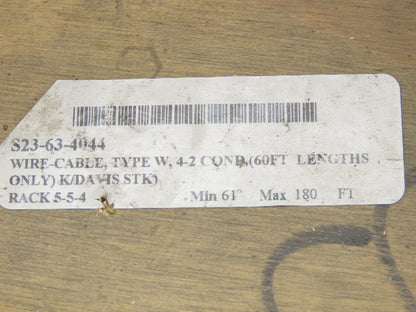 S23-63-4044
WIRE-CABLE, TYPE W, 4-2 COND.(60FT LENGTHS
ONLY) K/DAVIS STK)
RACK 5-5-4 Min 61 Max 180 FT